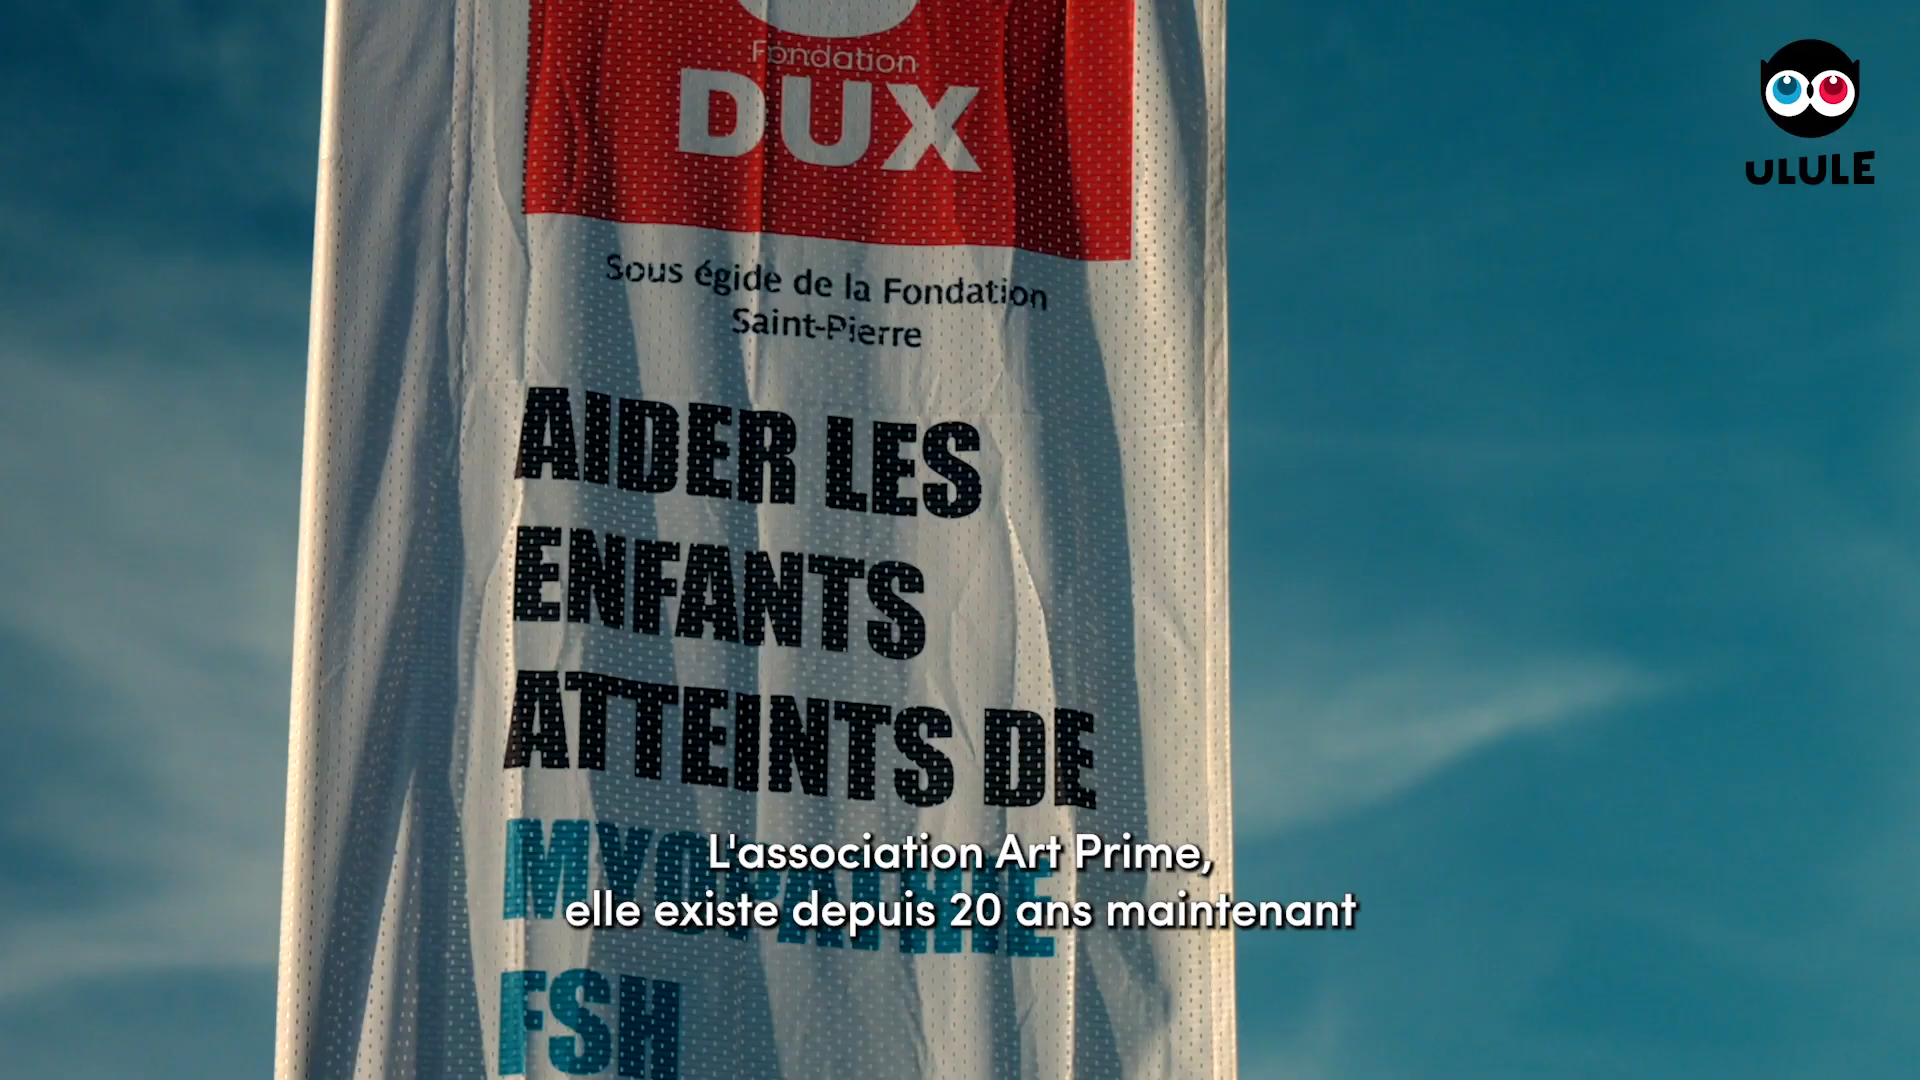 Fondation
DUX
ULULE
Sous égide de la Fondation
Saint-Pierre
AIDER LES
ENFANTS
ATTEINTS DE
MYOPATHIE
FSH
L'association Art Prime,
elle existe depuis 20 ans maintenant